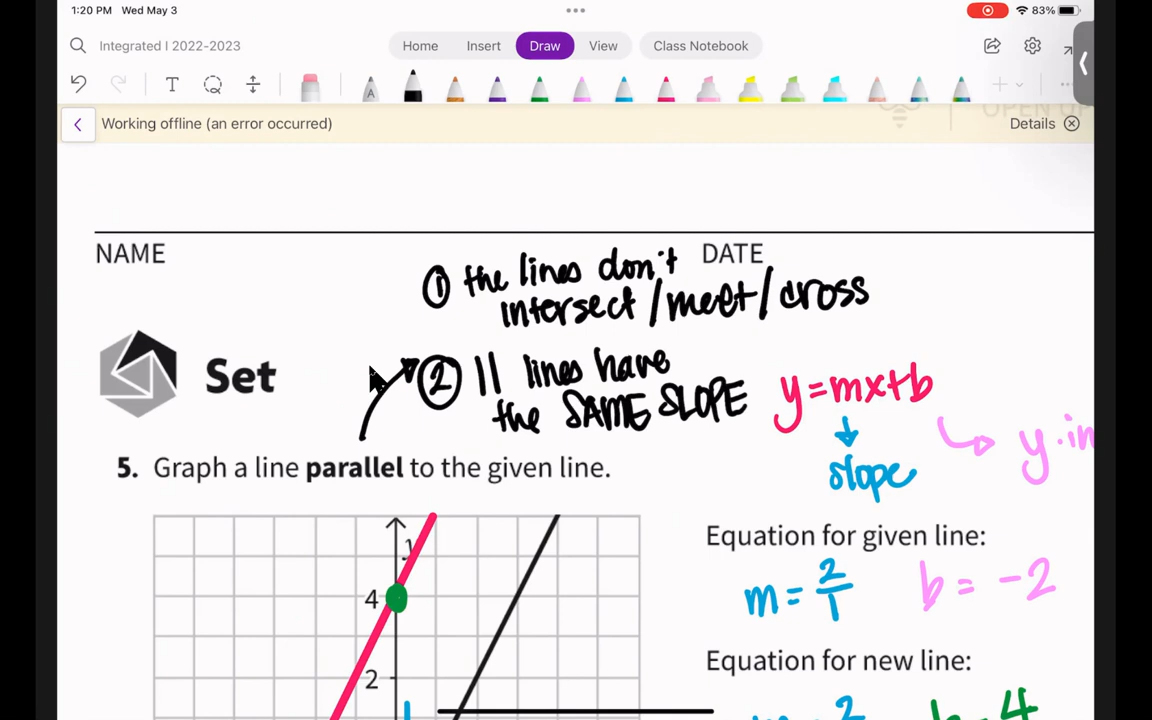 1:20 PM Wed May 3
83%
Integrated I 2022-2023
Home Insert Draw View Class Notebook
T
A
Working offline (an error occurred)
Details
OPEN UP
NAME
DATE
① the lines don't
intersect/meet/cross
Set
② || lines have
the SAME SLOPE
y=mx+b
slope
y-in
5. Graph a line parallel to the given line.
Equation for given line:
m = 2/1 b = -2
4
Equation for new line:
2
b = 4